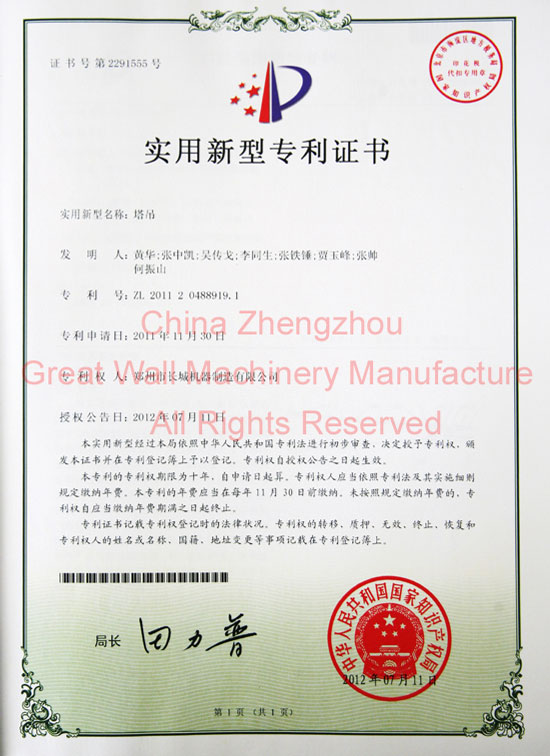 证书号第2291555号
印花税
代扣专用章
实用新型专利证书
实用新型名称：塔吊
发 明 人：黄华;张中凯;吴传戈;李同生;张铁锤;贾玉峰;张帅
何振山
专 利 号：ZL 2011 2 0488919.1
China Zhengzhou
专利申请日：2011年11月30日
Great Wall Machinery Manufacture
专 利 权 人：郑州市长城机器制造有限公司
All Rights Reserved
授权公告日：2012年07月11日
本实用新型经过本局依照中华人民共和国专利法进行初步审查，决定授予专利权，颁
发本证书并在专利登记簿上予以登记。专利权自授权公告之日起生效。
本专利的专利权期限为十年，自申请日起算。专利权人应当依照专利法及其实施细则
规定缴纳年费。本专利的年费应当在每年11月30日前缴纳。未按照规定缴纳年费的，专
利权自应当缴纳年费期满之日起终止。
专利证书记载专利权登记时的法律状况。专利权的转移、质押、无效、终止、恢复和
专利权人的姓名或名称、国籍、地址变更等事项记载在专利登记簿上。
局长 田力普
中华人民共和国国家知识产权局
2012年07月11日
第1页（共1页）